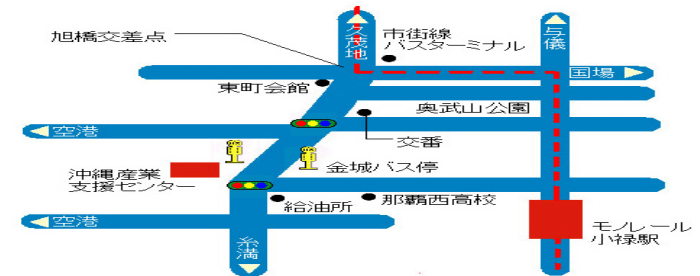 旭橋交差点
久茂地
市街線
バスターミナル
与儀
国場
東町会館
奥武山公園
空港
交番
金城バス停
沖縄産業
支援センター
給油所
那覇西高校
空港
糸満
モノレール
小禄駅